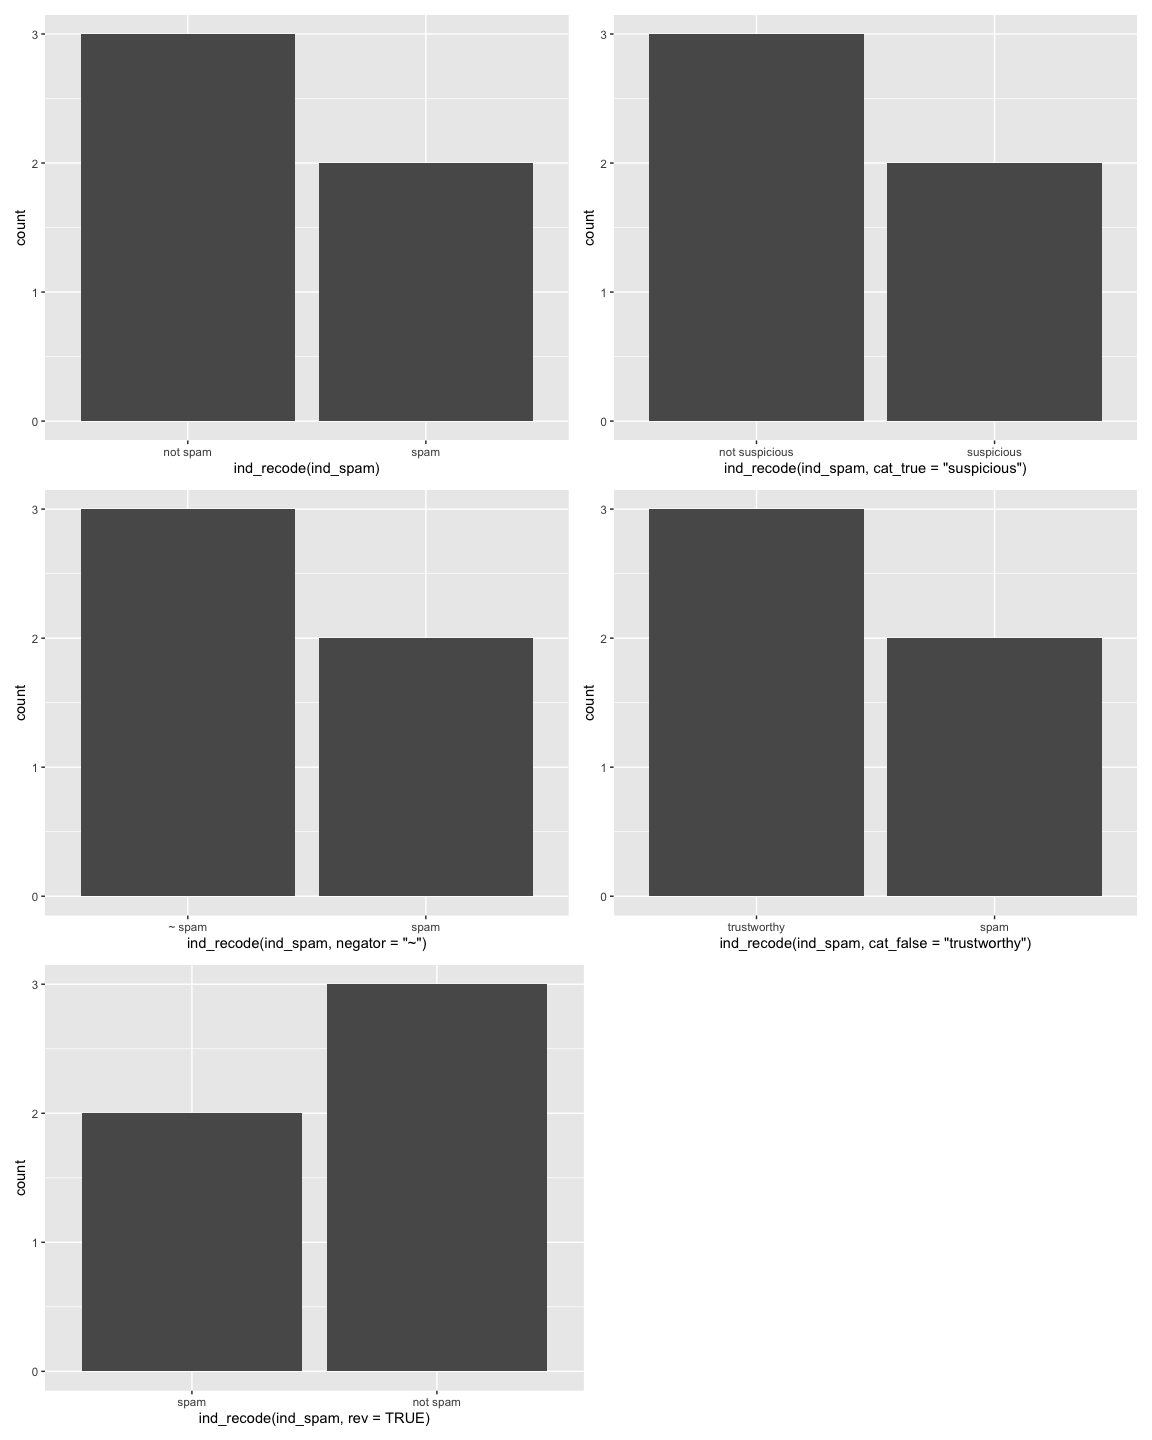 count
3
2
1
0
not spam spam
ind_recode(ind_spam)
count
3
2
1
0
not suspicious suspicious
ind_recode(ind_spam, cat_true = "suspicious")
count
3
2
1
0
~ spam spam
ind_recode(ind_spam, negator = "~")
count
3
2
1
0
trustworthy spam
ind_recode(ind_spam, cat_false = "trustworthy")
count
3
2
1
0
spam not spam
ind_recode(ind_spam, rev = TRUE)